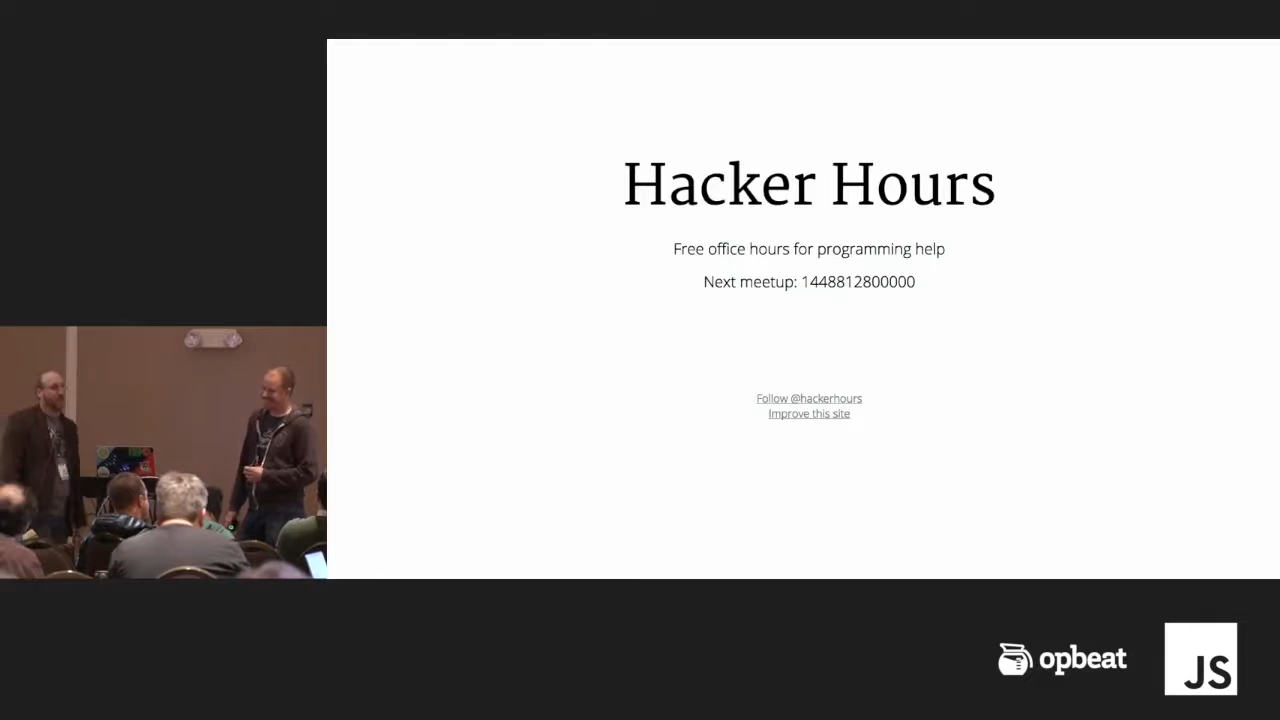 Hacker Hours
Free office hours for programming help
Next meetup: 1448812800000
Follow @hackerhours
Improve this site
opbeat
JS